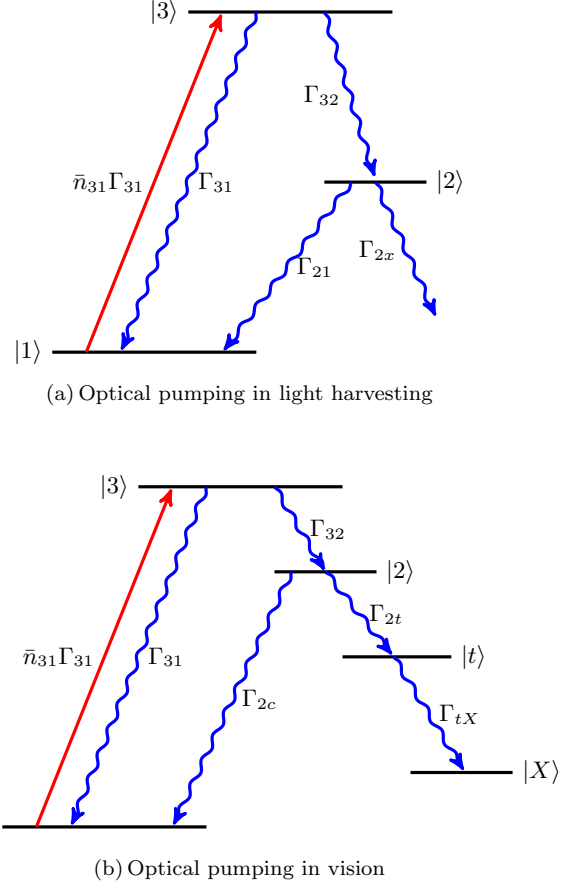 |3⟩
Γ32
n̄31Γ31
Γ31
|2⟩
Γ21
Γ2x
|1⟩
(a) Optical pumping in light harvesting
|3⟩
Γ32
|2⟩
Γ2t
n̄31Γ31
Γ31
|t⟩
Γ2c
ΓtX
|X⟩
(b) Optical pumping in vision